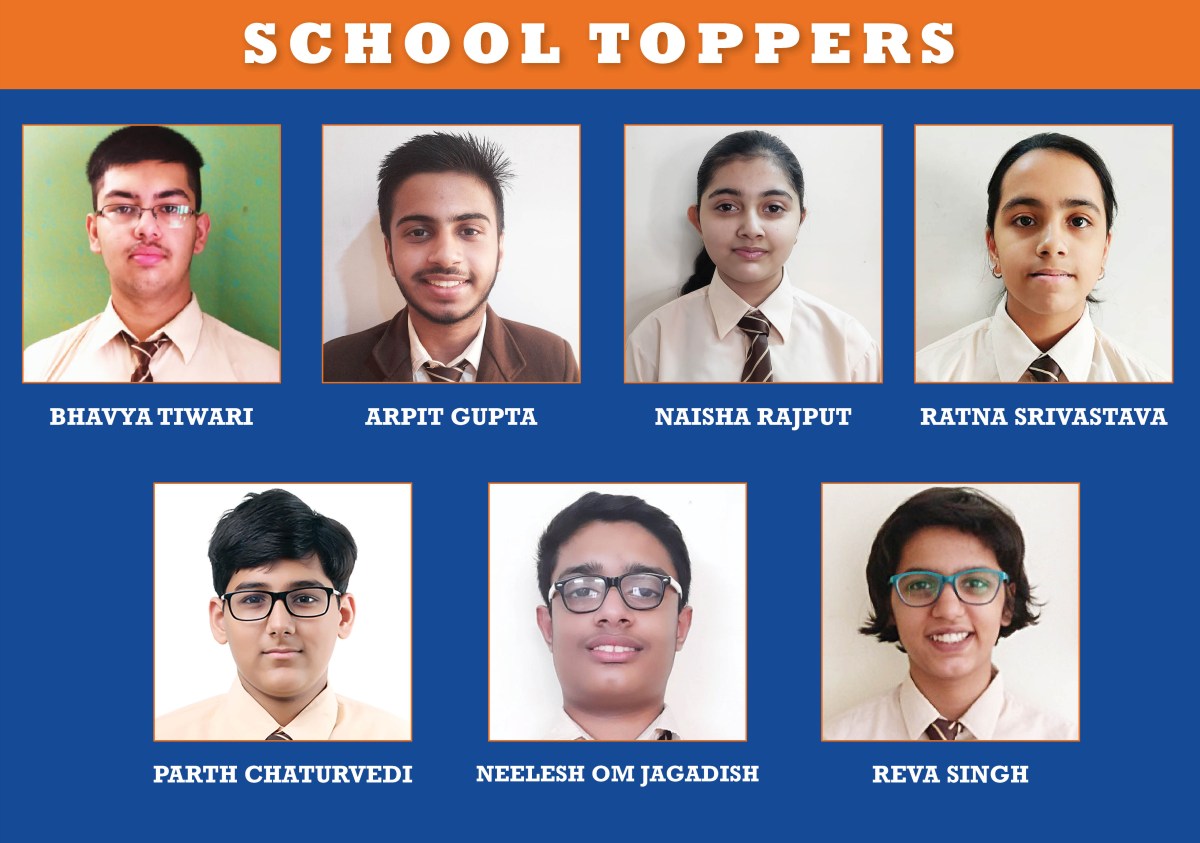 SCHOOL TOPPERS
BHAVYA TIWARI
ARPIT GUPTA
NAISHA RAJPUT
RATNA SRIVASTAVA
PARTH CHATURVEDI
NEELESH OM JAGADISH
REVA SINGH